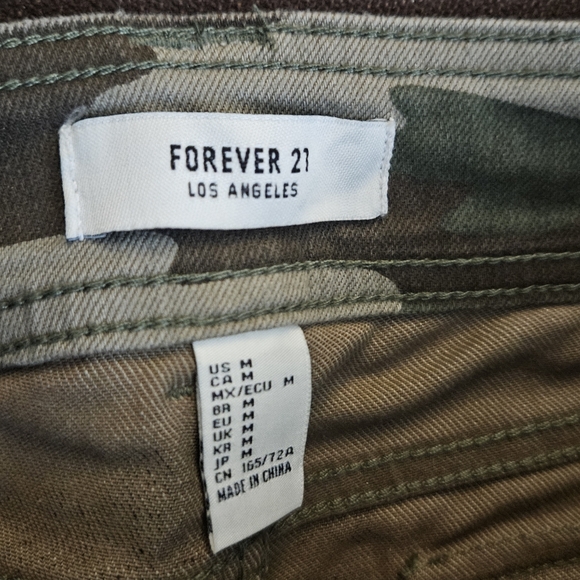 FOREVER 21
LOS ANGELES
US M
CA M
MX/ECU M
BR M
EU M
UK M
KR M
JP M
CN 165/72A
MADE IN CHINA